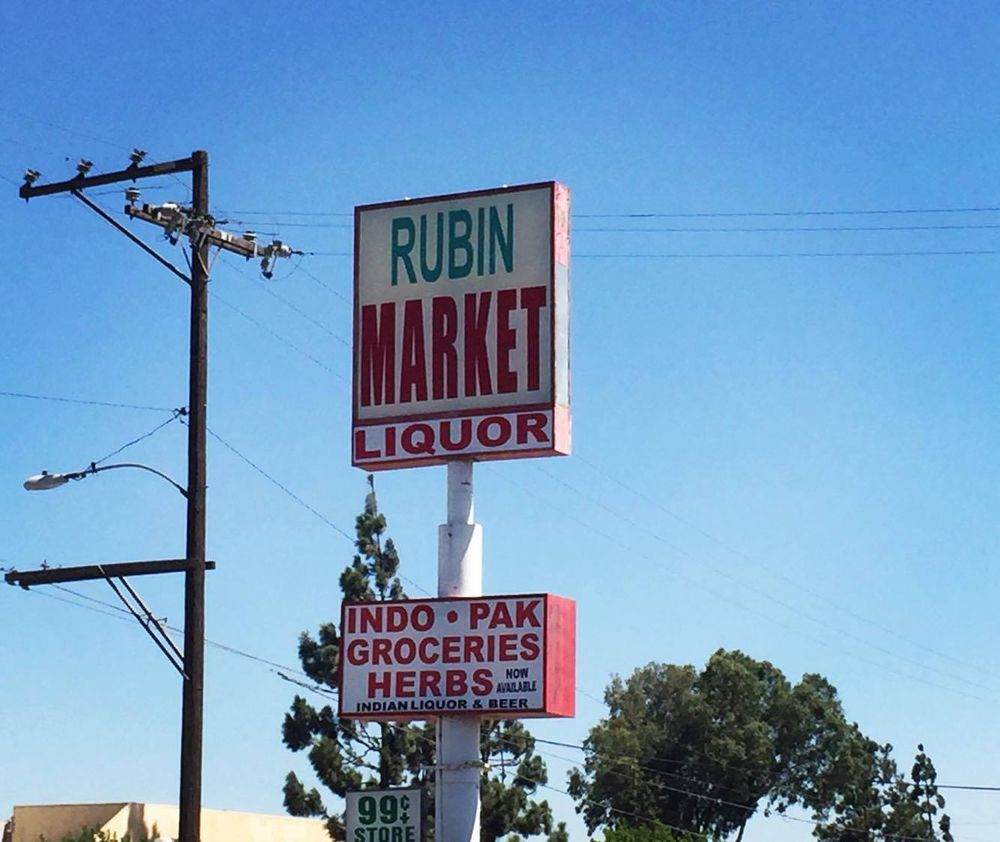 RUBIN
MARKET
LIQUOR
INDO • PAK
GROCERIES
HERBS NOW AVAILABLE
INDIAN LIQUOR & BEER
99¢+
STORE